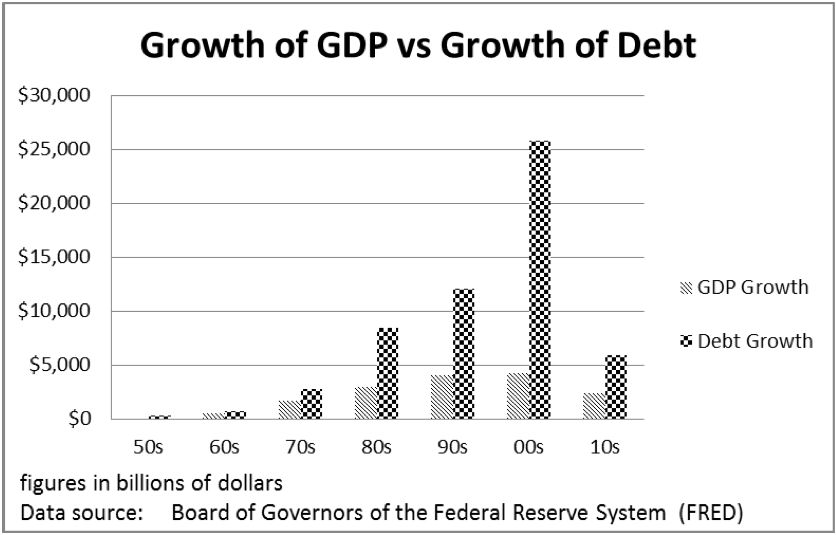 Growth of GDP vs Growth of Debt
$30,000
$25,000
$20,000
$15,000
$10,000
$5,000
$0
50s 60s 70s 80s 90s 00s 10s
GDP Growth
Debt Growth
figures in billions of dollars
Data source: Board of Governors of the Federal Reserve System (FRED)